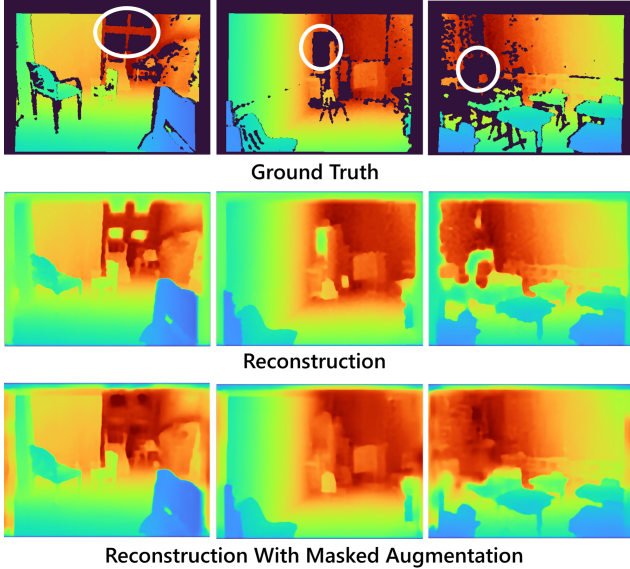 Ground Truth
Reconstruction
Reconstruction With Masked Augmentation